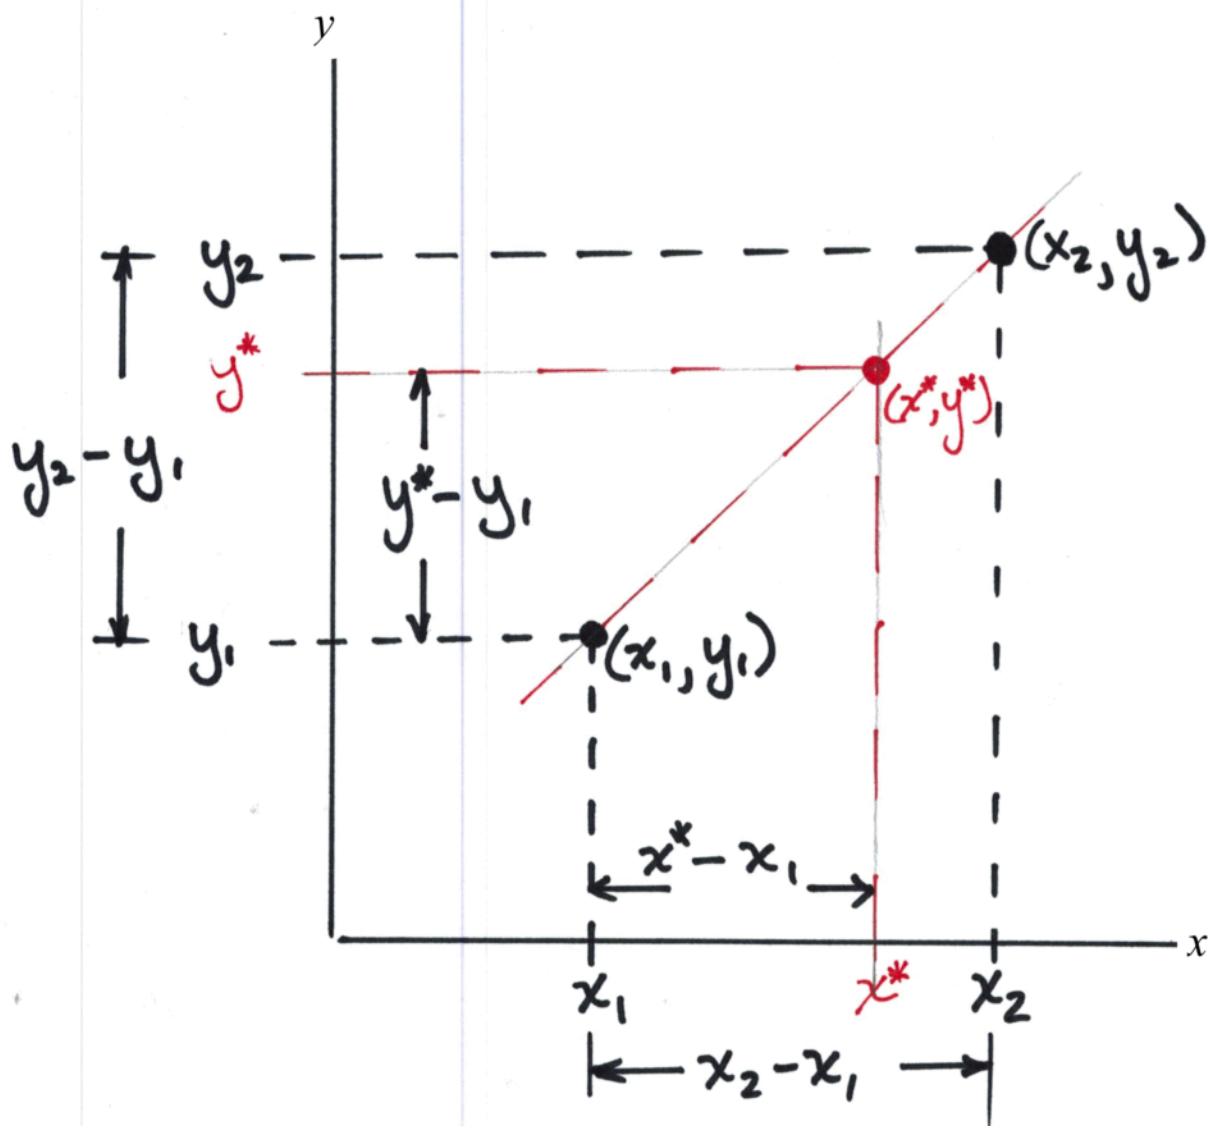 y
y₂
(x₂, y₂)
y*
(x*, y*)
y₂ - y₁
y* - y₁
y₁
(x₁, y₁)
x* - x₁
x
x₁
x*
x₂
x₂ - x₁